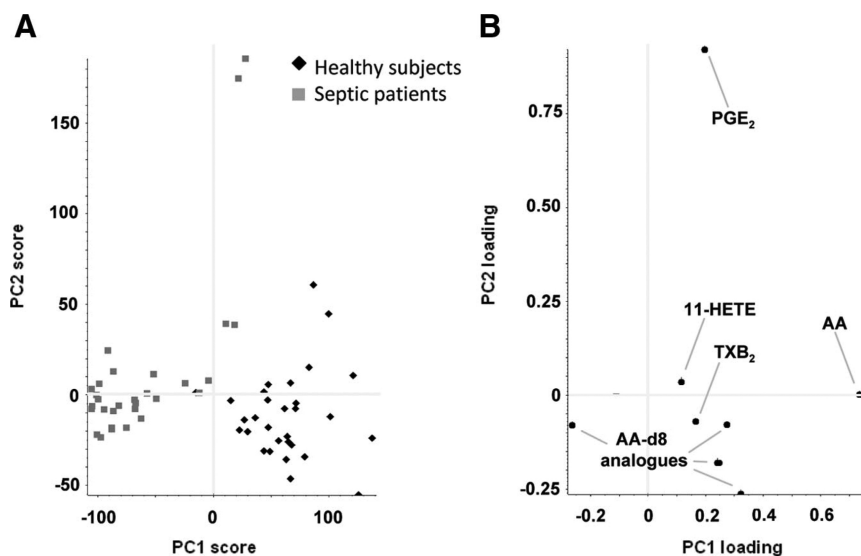 A
Healthy subjects
Septic patients
150
100
50
0
-50
-100
0
100
PC2 score
PC1 score
B
0.75
0.50
0.25
0
-0.25
-0.2
0
0.2
0.4
0.6
PC2 loading
PC1 loading
PGE₂
11-HETE
AA
TXB₂
AA-d8
analogues